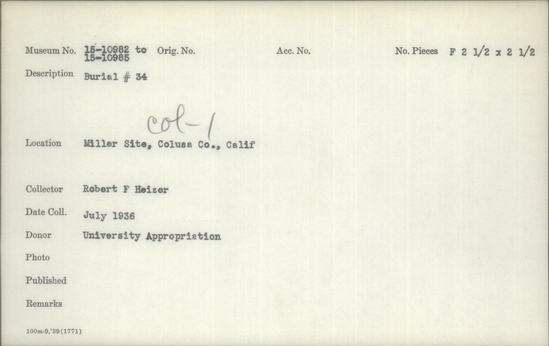 Museum No. 15-10982 to Orig. No. Acc. No. No. Pieces F 2 1/2 x 2 1/2
15-10985
Description Burial # 34
Col-1
Location Miller Site, Colusa Co., Calif
Collector Robert F Heizer
Date Coll. July 1936
Donor University Appropriation
Photo
Published
Remarks
100m-9,'39(1771)